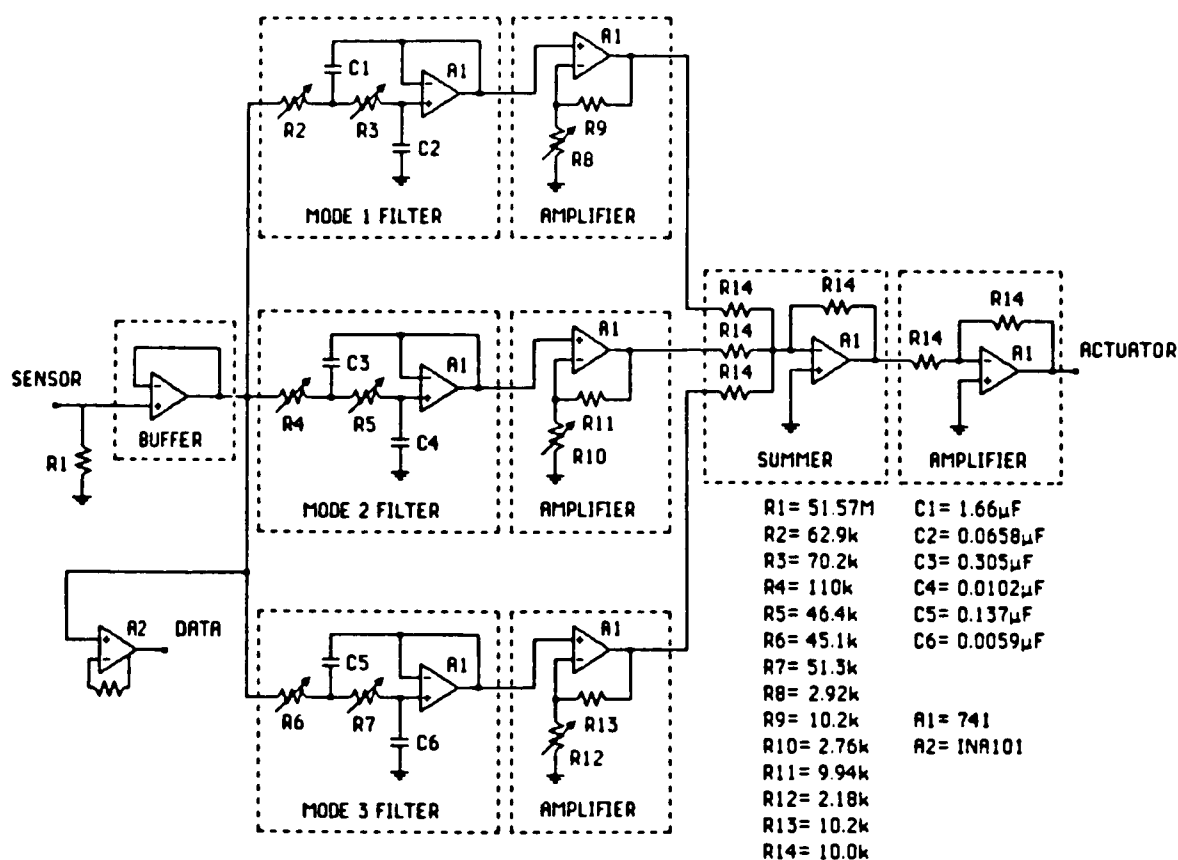 A1
C1
A1
R2
R3
R9
C2
R8
MODE 1 FILTER
AMPLIFIER
R14
R14
R14
A1
C3
A1
R14
A1
R14
A1
ACTUATOR
SENSOR
R14
R4
R5
R11
BUFFER
C4
R10
R1
SUMMER
AMPLIFIER
MODE 2 FILTER
AMPLIFIER
A2
DATA
A1
C5
A1
R6
R7
R13
C6
R12
MODE 3 FILTER
AMPLIFIER
R1= 51.57M
R2= 62.9k
R3= 70.2k
R4= 110k
R5= 46.4k
R6= 45.1k
R7= 51.3k
R8= 2.92k
R9= 10.2k
R10= 2.76k
R11= 9.94k
R12= 2.18k
R13= 10.2k
R14= 10.0k
C1= 1.66µF
C2= 0.0658µF
C3= 0.305µF
C4= 0.0102µF
C5= 0.137µF
C6= 0.0059µF
A1= 741
A2= INA101